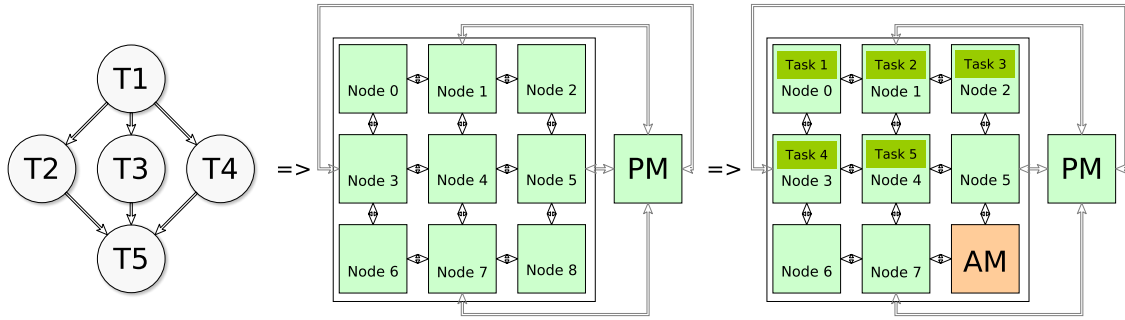 T1
T2
T3
T4
T5
=>
Node 0
Node 1
Node 2
Node 3
Node 4
Node 5
Node 6
Node 7
Node 8
PM
=>
Task 1
Node 0
Task 2
Node 1
Task 3
Node 2
Task 4
Node 3
Task 5
Node 4
Node 5
Node 6
Node 7
AM
PM